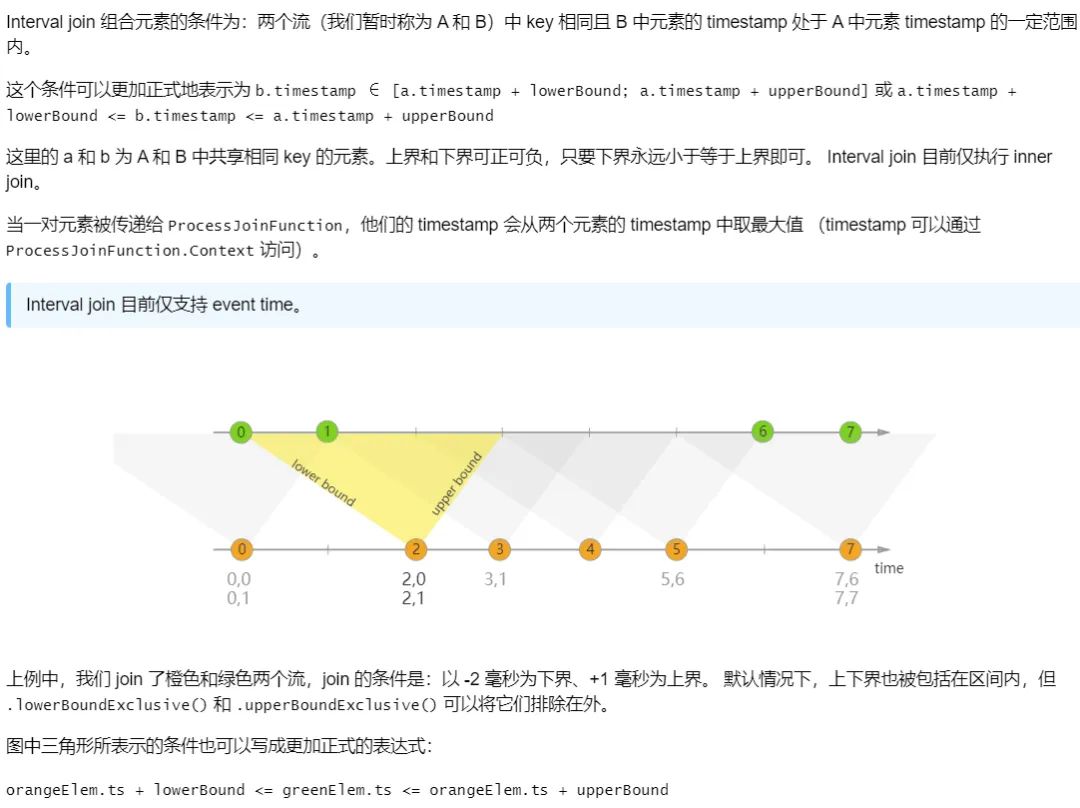 Interval join 组合元素的条件为：两个流（我们暂时称为 A 和 B）中 key 相同且 B 中元素的 timestamp 处于 A 中元素 timestamp 的一定范围
内。
这个条件可以更加正式地表示为 b.timestamp ∈ [a.timestamp + lowerBound; a.timestamp + upperBound] 或 a.timestamp +
lowerBound <= b.timestamp <= a.timestamp + upperBound
这里的 a 和 b 为 A 和 B 中共享相同 key 的元素。上界和下界可正可负，只要下界永远小于等于上界即可。 Interval join 目前仅执行 inner
join。
当一对元素被传递给 ProcessJoinFunction，他们的 timestamp 会从两个元素的 timestamp 中取最大值 （timestamp 可以通过
ProcessJoinFunction.Context 访问）。
Interval join 目前仅支持 event time。
0 1 6 7
lower bound
upper bound
0 2 3 4 5 7
time
0,0 2,0 3,1 5,6 7,6
0,1 2,1 7,7
上例中，我们 join 了橙色和绿色两个流，join 的条件是：以 -2 毫秒为下界、+1 毫秒为上界。 默认情况下，上下界也被包括在区间内，但
.lowerBoundExclusive() 和 .upperBoundExclusive() 可以将它们排除在外。
图中三角形所表示的条件也可以写成更加正式的表达式：
orangeElem.ts + lowerBound <= greenElem.ts <= orangeElem.ts + upperBound